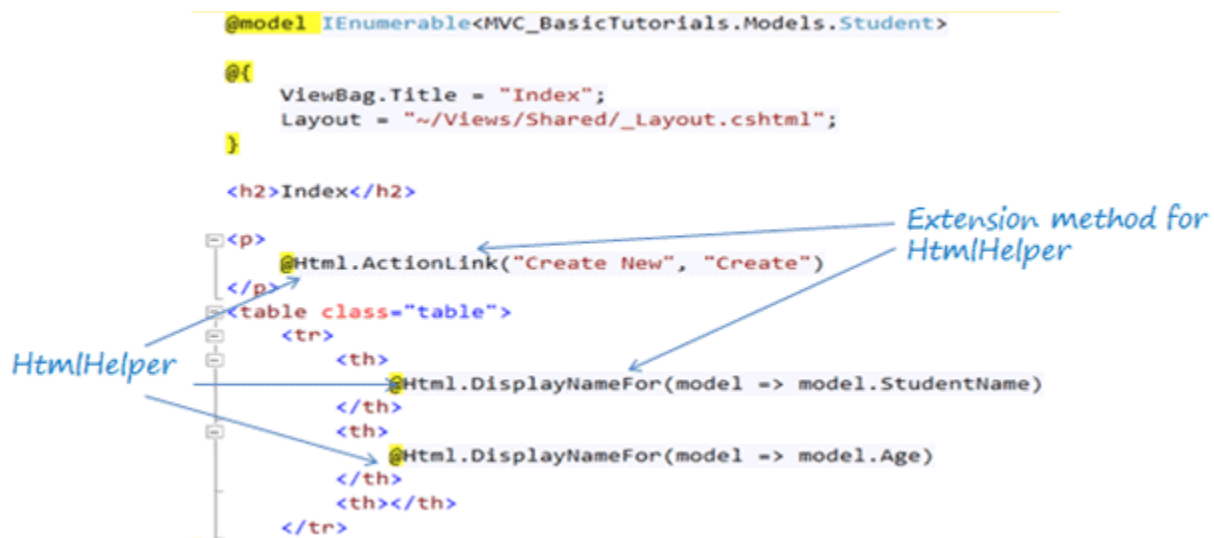 @model IEnumerable<MVC_BasicTutorials.Models.Student>
@{
ViewBag.Title = "Index";
Layout = "~/Views/Shared/_Layout.cshtml";
}
<h2>Index</h2>
Extension method for
HtmlHelper
<p>
@Html.ActionLink("Create New", "Create")
</p>
<table class="table">
<tr>
<th>
HtmlHelper
@Html.DisplayNameFor(model => model.StudentName)
</th>
<th>
@Html.DisplayNameFor(model => model.Age)
</th>
<th></th>
</tr>